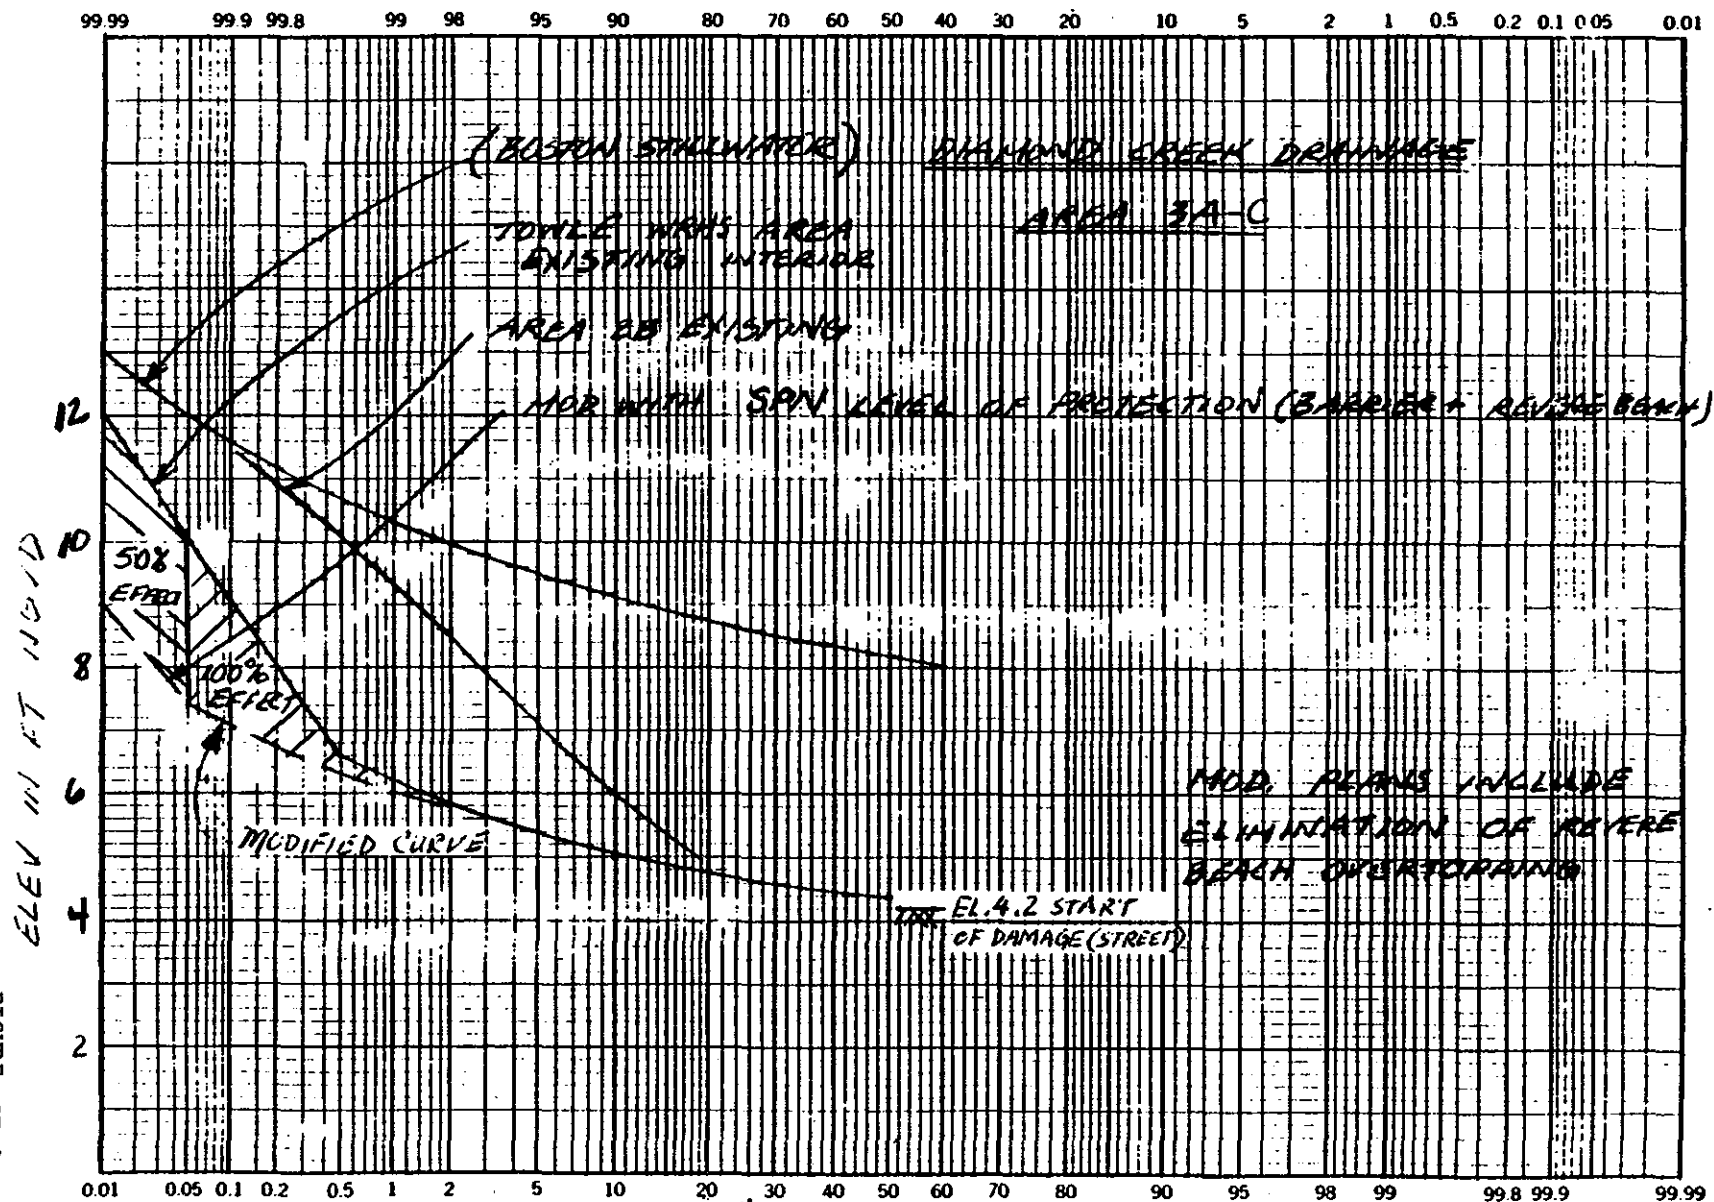 99.99 99.9 99.8 99 98 95 90 80 70 60 50 40 30 20 10 5 2 1 0.5 0.2 0.1 0.05 0.01
(BOSTON STILLWATER)
DIAMOND CREEK DRAINAGE
AREA 3A-C
TOWLE WRHS AREA
EXISTING INTERIOR
AREA 2B EXISTING
MOD WITH SPN LEVEL OF PROTECTION (BARRIER + REVERE BEACH)
12
10
8
6
4
2
ELEV IN FT NGVD
50%
EFFECT
100%
EFFECT
MODIFIED CURVE
MOD. PLANS INCLUDE
ELIMINATION OF REVERE
BEACH OVERTOPPING
EL.4.2 START
OF DAMAGE (STREET)
0.01 0.05 0.1 0.2 0.5 1 2 5 10 20 30 40 50 60 70 80 90 95 98 99 99.8 99.9 99.99